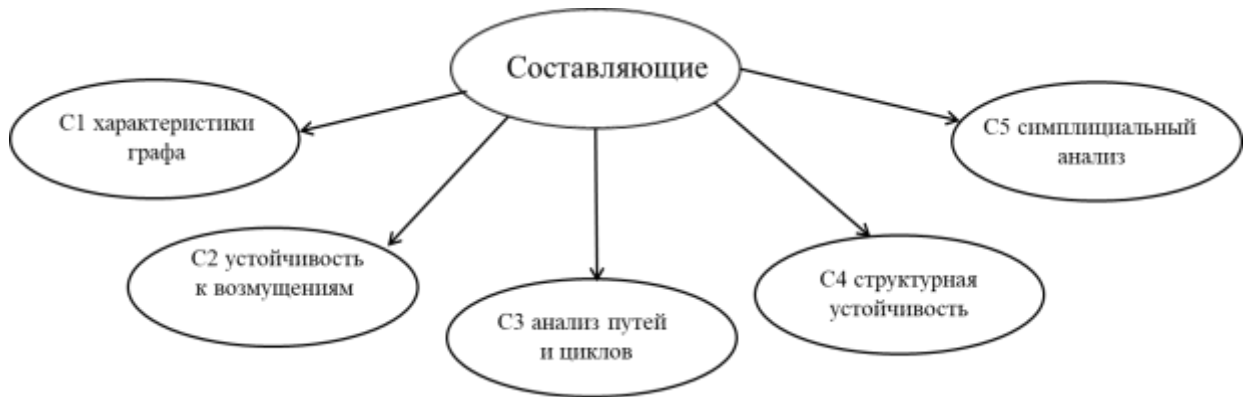 Составляющие
С1 характеристики
графа
С2 устойчивость
к возмущениям
С3 анализ путей
и циклов
С4 структурная
устойчивость
С5 симплициальный
анализ